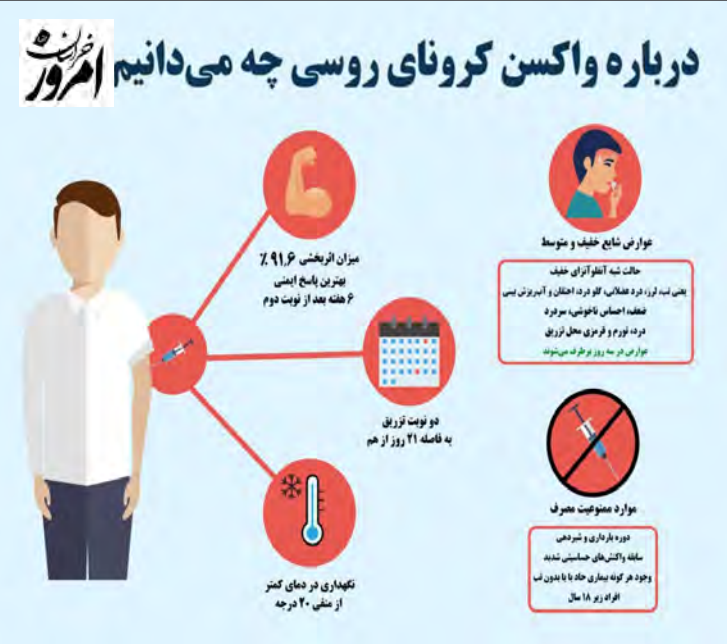 درباره واکسن کرونای روسی چه می‌دانیم
خراسان
امروز
عوارض شایع خفیف و متوسط
حالت شبه آنفلوآنزای خفیف
یعنی تب، لرز، درد عضلانی، گلو درد، احتقان و آب‌ریزش بینی
ضعف، احساس ناخوشی، سردرد
درد، تورم و قرمزی محل تزریق
عوارض در سه روز برطرف می‌شوند
میزان اثربخشی ۹۱.۶ ٪
بهترین پاسخ ایمنی
۶ هفته بعد از نوبت دوم
دو نوبت تزریق
به فاصله ۲۱ روز از هم
موارد ممنوعیت مصرف
دوره بارداری و شیردهی
سابقه واکنش‌های حساسیتی شدید
وجود هر گونه بیماری حاد با یا بدون تب
افراد زیر ۱۸ سال
نگهداری در دمای کمتر
از منفی ۲۰ درجه